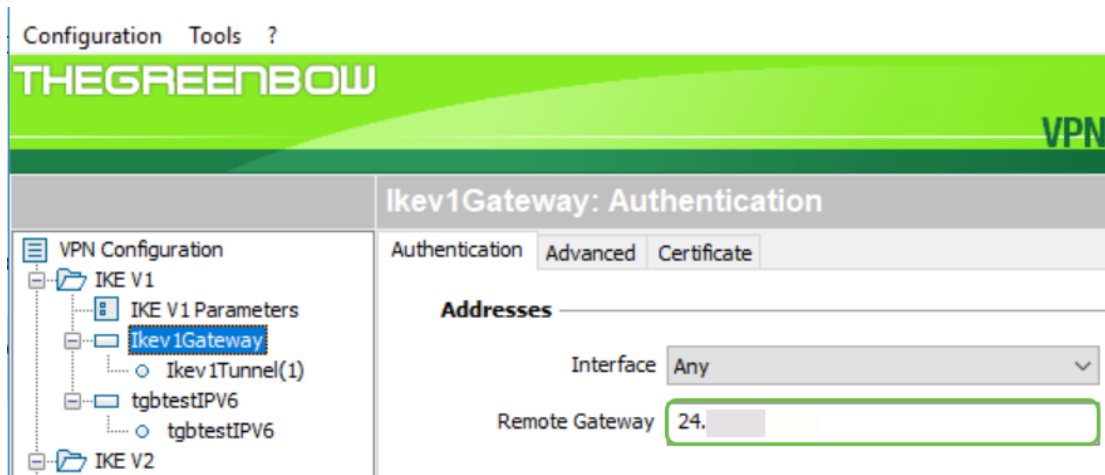 Configuration Tools ?
THEGREENBOW
VPN
Ikev1Gateway: Authentication
VPN Configuration
IKE V1
IKE V1 Parameters
Ikev1Gateway
Ikev1Tunnel(1)
tgbtestIPV6
tgbtestIPV6
IKE V2
Authentication Advanced Certificate
Addresses
Interface Any
Remote Gateway 24.